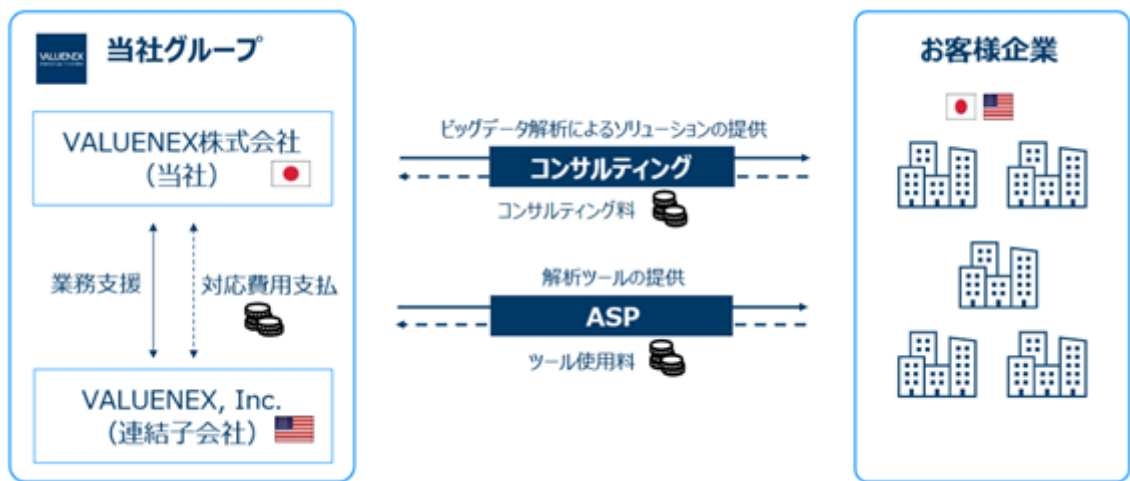 VALUENEX
当社グループ
VALUENEX株式会社
（当社）
業務支援
対応費用支払
VALUENEX, Inc.
（連結子会社）
ビッグデータ解析によるソリューションの提供
コンサルティング
コンサルティング料
解析ツールの提供
ASP
ツール使用料
お客様企業